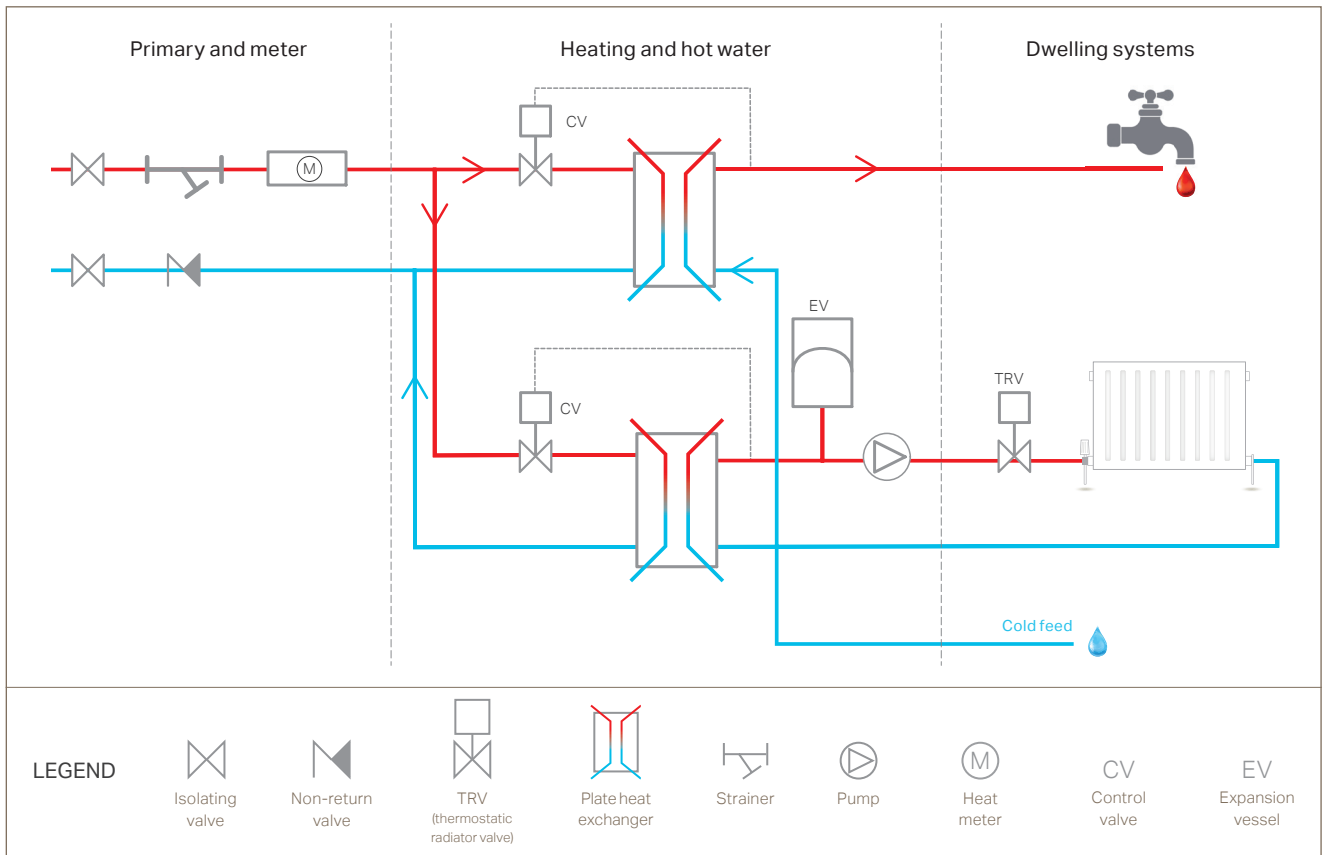 Primary and meter
Heating and hot water
Dwelling systems
CV
M
EV
TRV
CV
Cold feed
LEGEND
Isolating
valve
Non-return
valve
TRV
(thermostatic
radiator valve)
Plate heat
exchanger
Strainer
Pump
M
Heat
meter
CV
Control
valve
EV
Expansion
vessel